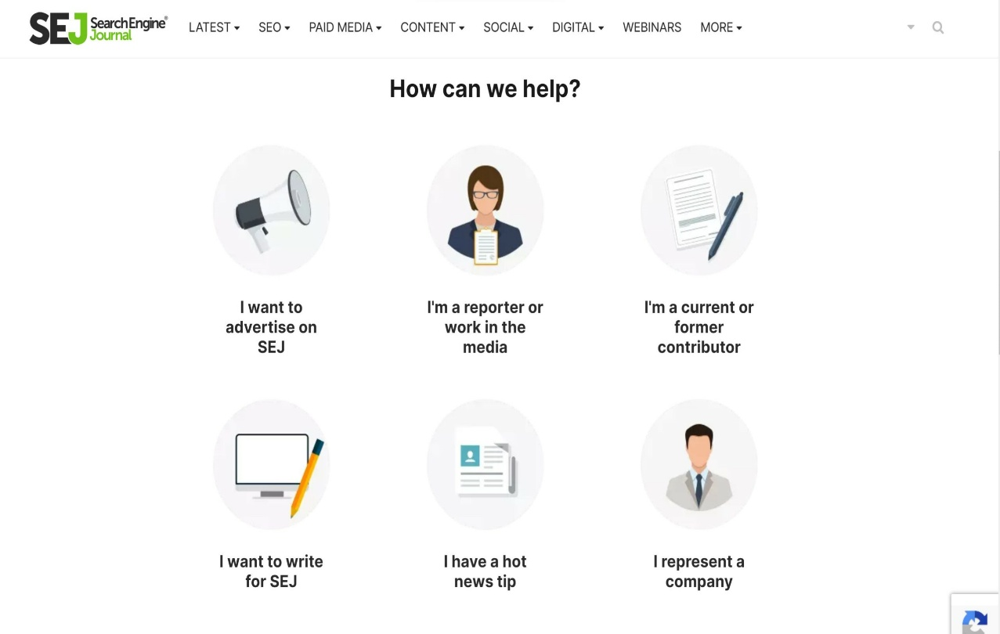 SEJ Search Engine®
Journal
LATEST SEO PAID MEDIA CONTENT SOCIAL DIGITAL WEBINARS MORE
How can we help?
I want to
advertise on
SEJ
I'm a reporter or
work in the
media
I'm a current or
former
contributor
I want to write
for SEJ
I have a hot
news tip
I represent a
company